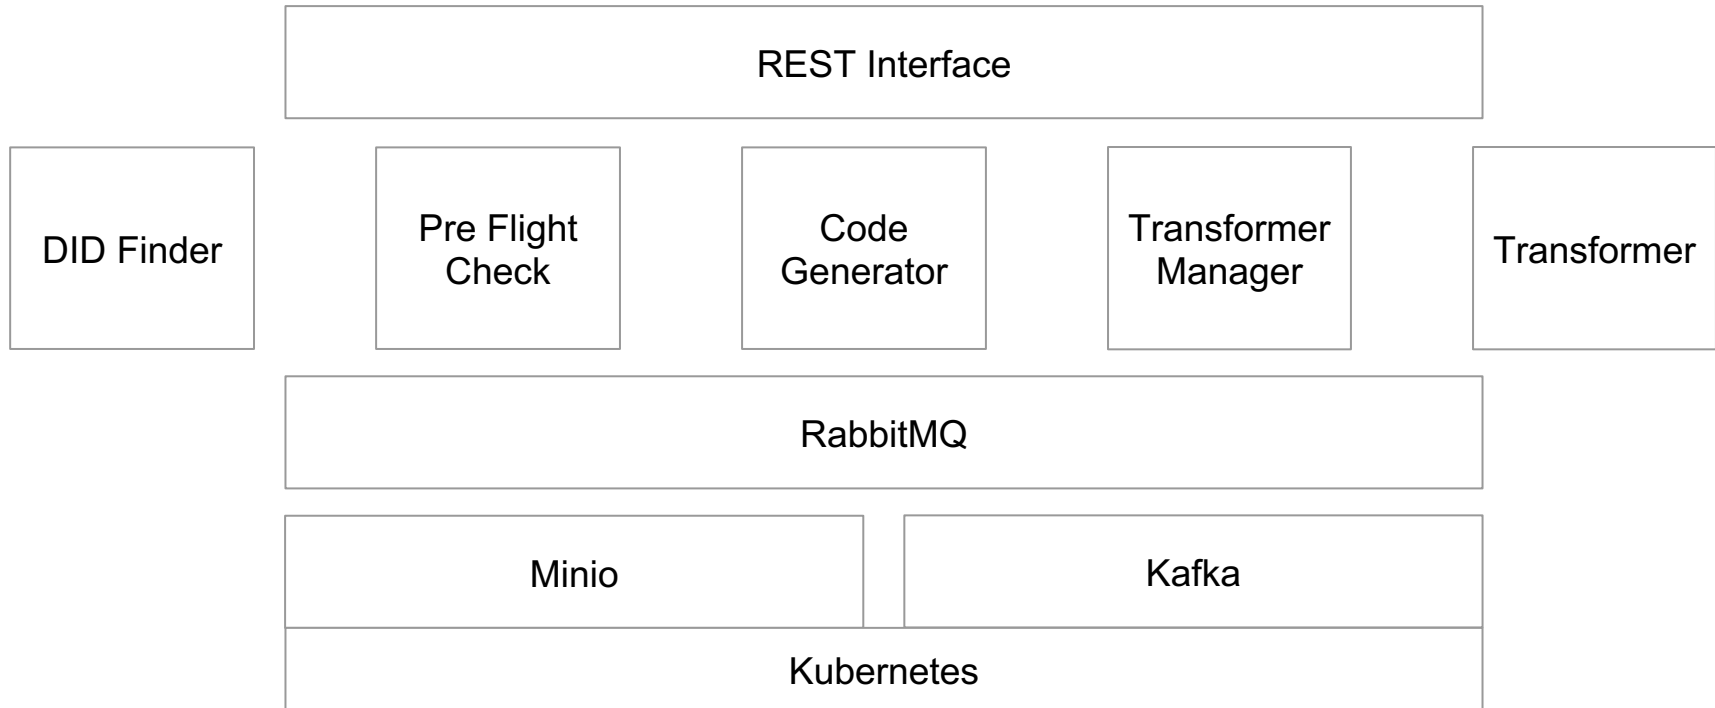 REST Interface
DID Finder
Pre Flight
Check
Code
Generator
Transformer
Manager
Transformer
RabbitMQ
Minio
Kafka
Kubernetes